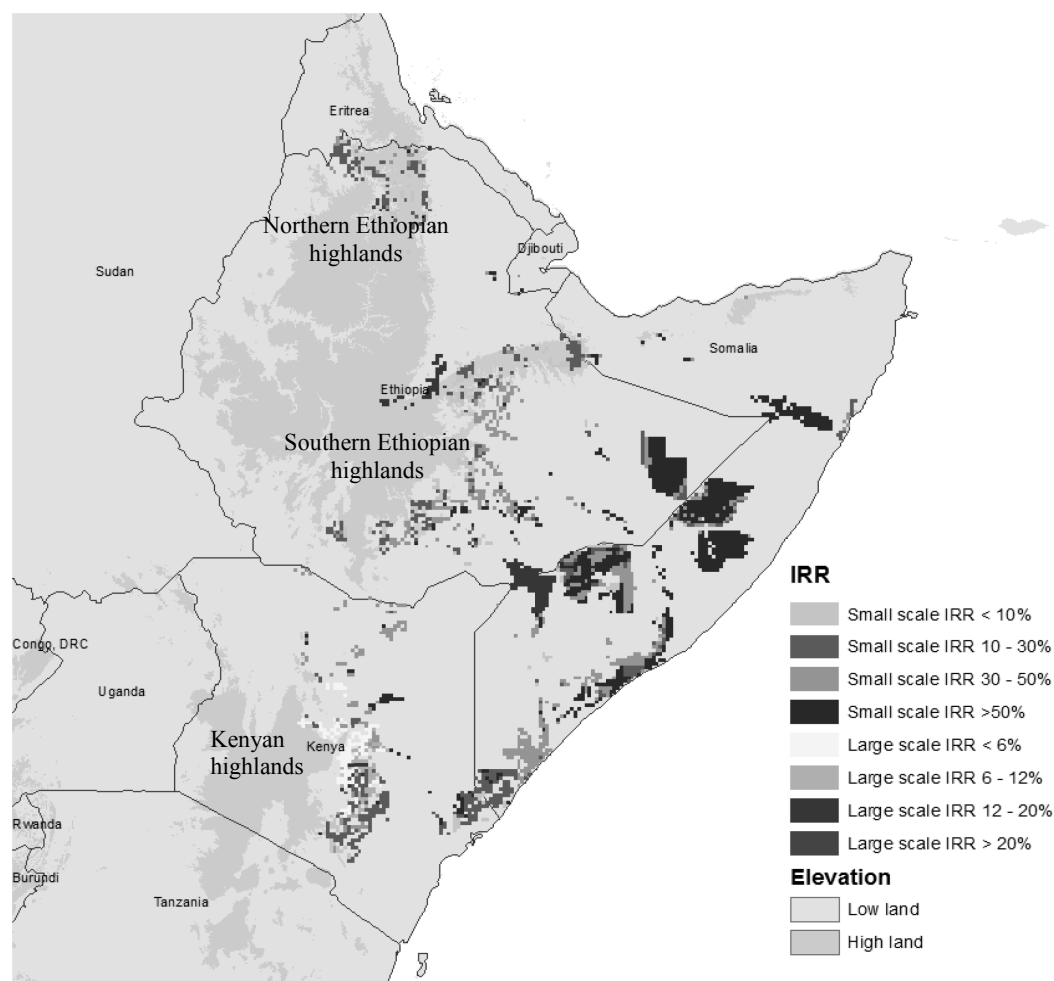 Eritrea
Northern Ethiopian
highlands
Djibouti
Sudan
Somalia
Ethiopia
Southern Ethiopian
highlands
IRR
Small scale IRR < 10%
Small scale IRR 10 - 30%
Small scale IRR 30 - 50%
Small scale IRR >50%
Large scale IRR < 6%
Large scale IRR 6 - 12%
Large scale IRR 12 - 20%
Large scale IRR > 20%
Elevation
Low land
High land
Congo, DRC
Uganda
Kenyan
highlands
Kenya
Rwanda
Burundi
Tanzania